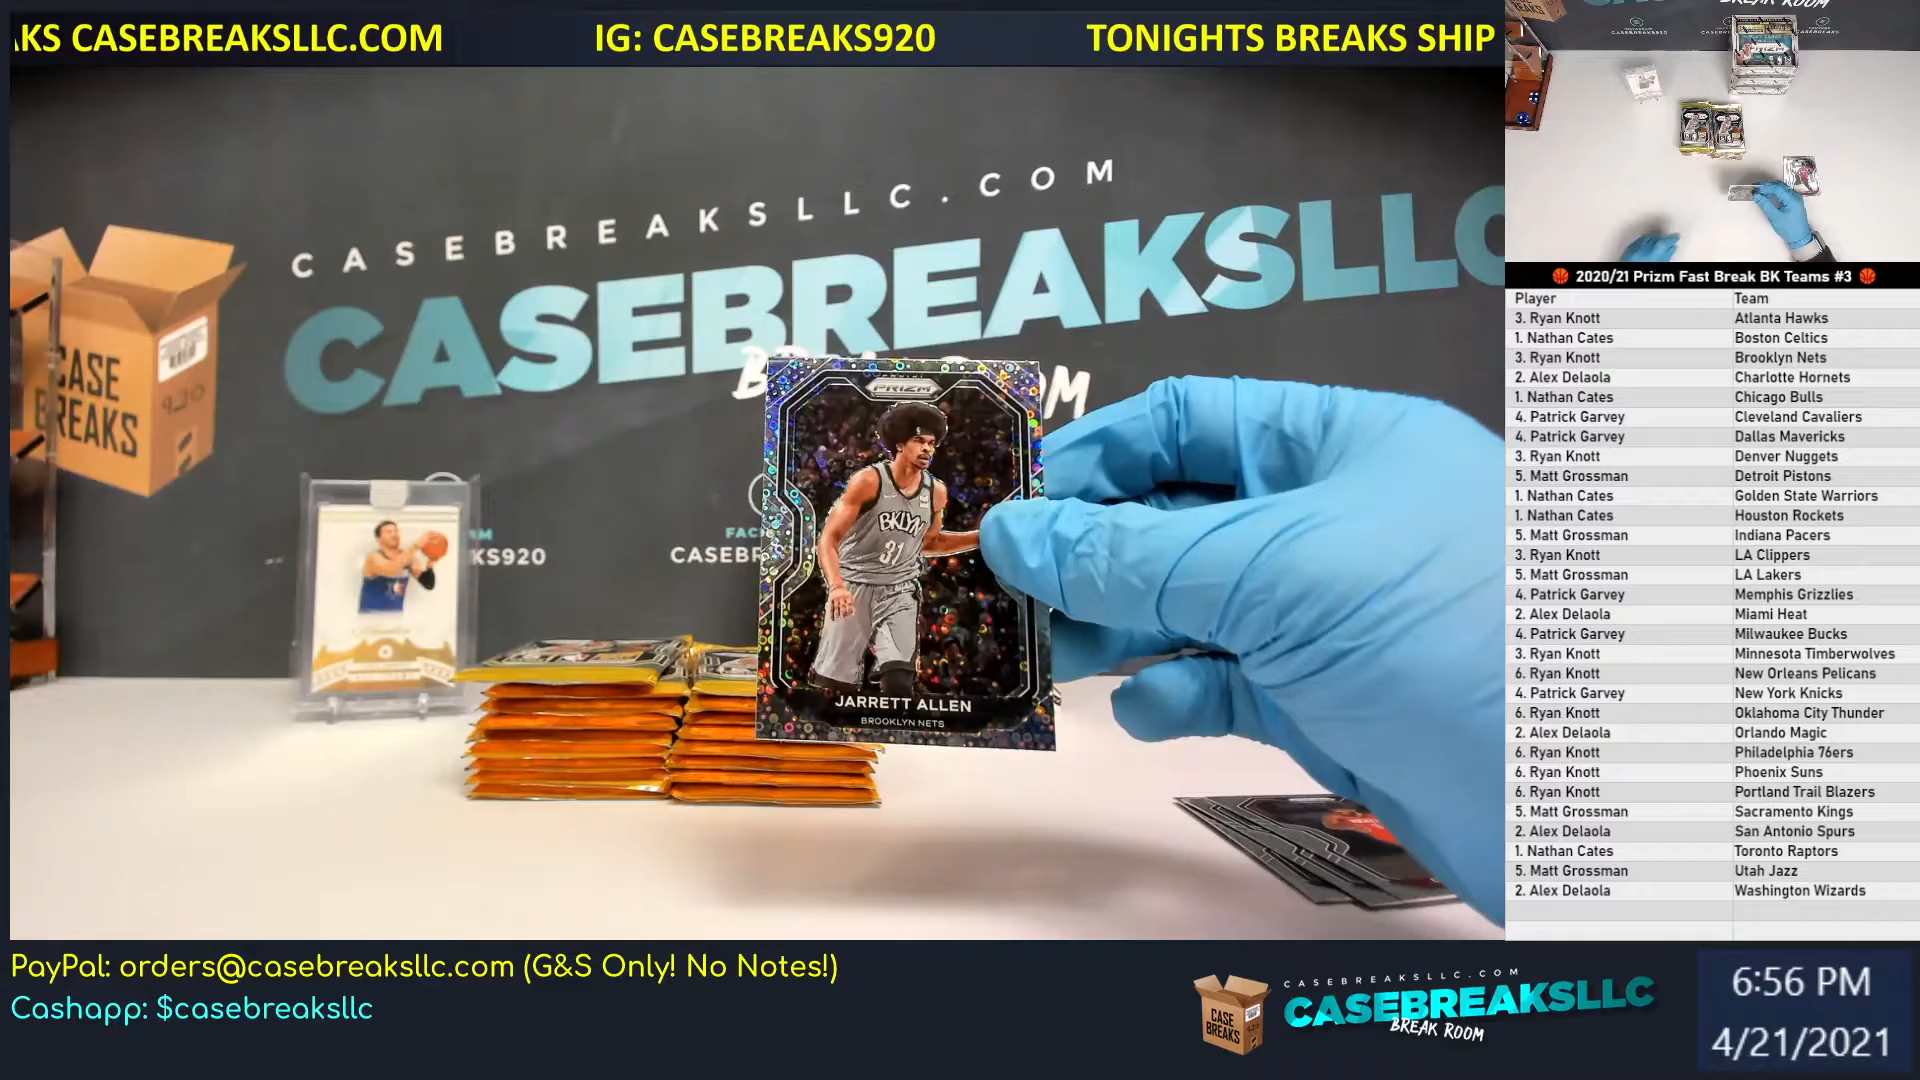 AKS CASEBREAKSLLC.COM IG: CASEBREAKS920 TONIGHTS BREAKS SHIP
CASEBREAKSLLC.COM
CASEBREAKSLLC
CASE
BREAKS
KS920
CASEB
PRIZM
BKLYN
31
JARRETT ALLEN
BROOKLYN NETS
2020/21 Prizm Fast Break BK Teams #3
Player Team
3. Ryan Knott Atlanta Hawks
1. Nathan Cates Boston Celtics
3. Ryan Knott Brooklyn Nets
2. Alex Delaola Charlotte Hornets
1. Nathan Cates Chicago Bulls
4. Patrick Garvey Cleveland Cavaliers
4. Patrick Garvey Dallas Mavericks
3. Ryan Knott Denver Nuggets
5. Matt Grossman Detroit Pistons
1. Nathan Cates Golden State Warriors
1. Nathan Cates Houston Rockets
5. Matt Grossman Indiana Pacers
3. Ryan Knott LA Clippers
5. Matt Grossman LA Lakers
4. Patrick Garvey Memphis Grizzlies
2. Alex Delaola Miami Heat
4. Patrick Garvey Milwaukee Bucks
3. Ryan Knott Minnesota Timberwolves
6. Ryan Knott New Orleans Pelicans
4. Patrick Garvey New York Knicks
6. Ryan Knott Oklahoma City Thunder
2. Alex Delaola Orlando Magic
6. Ryan Knott Philadelphia 76ers
6. Ryan Knott Phoenix Suns
6. Ryan Knott Portland Trail Blazers
5. Matt Grossman Sacramento Kings
2. Alex Delaola San Antonio Spurs
1. Nathan Cates Toronto Raptors
5. Matt Grossman Utah Jazz
2. Alex Delaola Washington Wizards
PayPal: orders@casebreaksllc.com (G&S Only! No Notes!)
Cashapp: $casebreaksllc
CASEBREAKSLLC.COM
CASEBREAKSLLC
BREAK ROOM
CASE
BREAKS
6:56 PM
4/21/2021